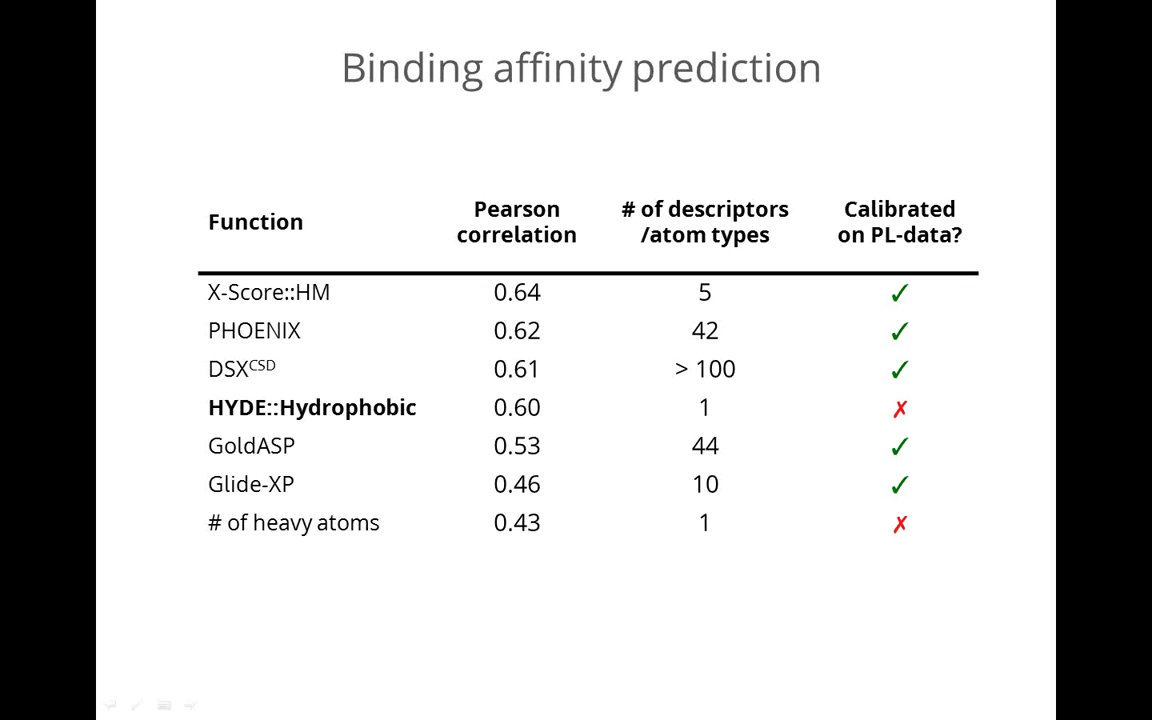 Binding affinity prediction
Function Pearson correlation # of descriptors /atom types Calibrated on PL-data?
X-Score::HM 0.64 5 ✓
PHOENIX 0.62 42 ✓
DSXCSD 0.61 > 100 ✓
HYDE::Hydrophobic 0.60 1 ✗
GoldASP 0.53 44 ✓
Glide-XP 0.46 10 ✓
# of heavy atoms 0.43 1 ✗